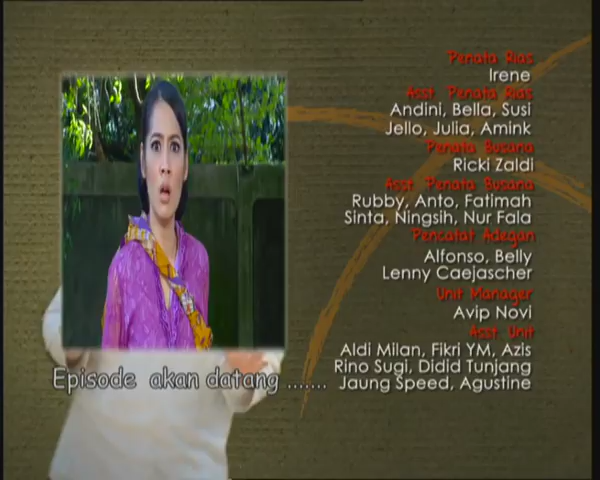 Penata Rias
Irene
Asst. Penata Rias
Andini, Bella, Susi
Jello, Julia, Amink
Penata Busana
Ricki Zaldi
Asst. Penata Busana
Rubby, Anto, Fatimah
Sinta, Ningsih, Nur Fala
Pencatat Adegan
Alfonso, Belly
Lenny Caejascher
Unit Manager
Avip Novi
Asst. Unit
Aldi Milan, Fikri YM, Azis
Rino Sugi, Didid Tunjang
Jaung Speed, Agustine
Episode akan datang .......